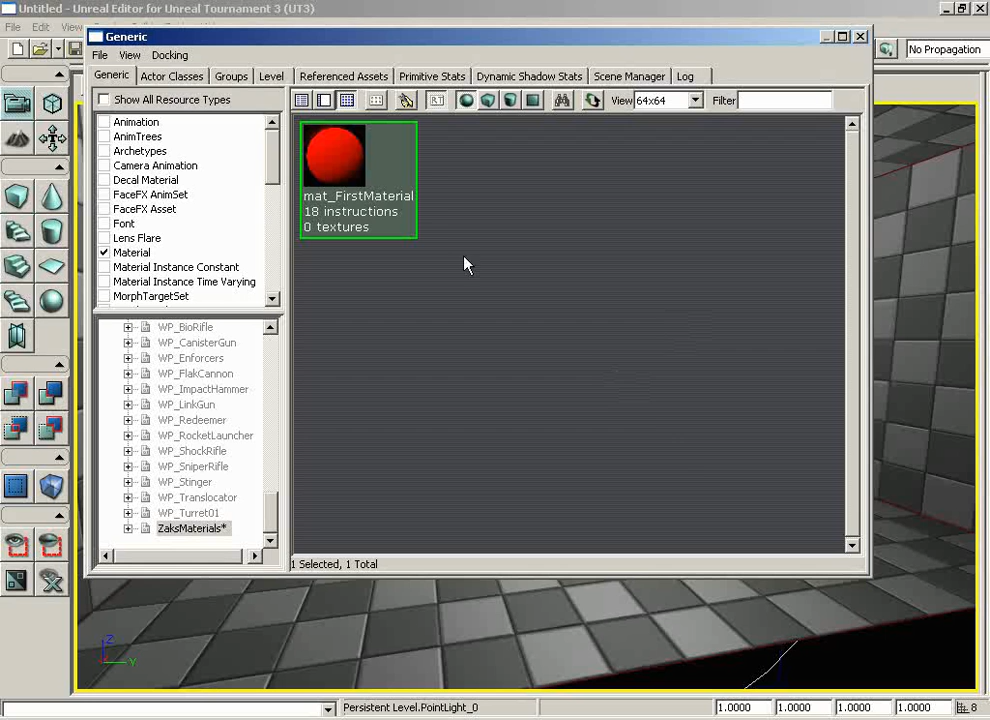 Untitled - Unreal Editor for Unreal Tournament 3 (UT3)
File Edit View
No Propagation
Generic
File View Docking
Generic Actor Classes Groups Level Referenced Assets Primitive Stats Dynamic Shadow Stats Scene Manager Log
Show All Resource Types
RT
View 64x64
Filter
Animation
AnimTrees
Archetypes
Camera Animation
Decal Material
FaceFX AnimSet
FaceFX Asset
Font
Lens Flare
Material
Material Instance Constant
Material Instance Time Varying
MorphTargetSet
mat_FirstMaterial
18 instructions
0 textures
WP_BioRifle
WP_CanisterGun
WP_Enforcers
WP_FlakCannon
WP_ImpactHammer
WP_LinkGun
WP_Redeemer
WP_RocketLauncher
WP_ShockRifle
WP_SniperRifle
WP_Stinger
WP_Translocator
WP_Turret01
ZaksMaterials*
1 Selected, 1 Total
Z
Y
Persistent Level.PointLight_0
1.0000 1.0000 1.0000 1.0000 8